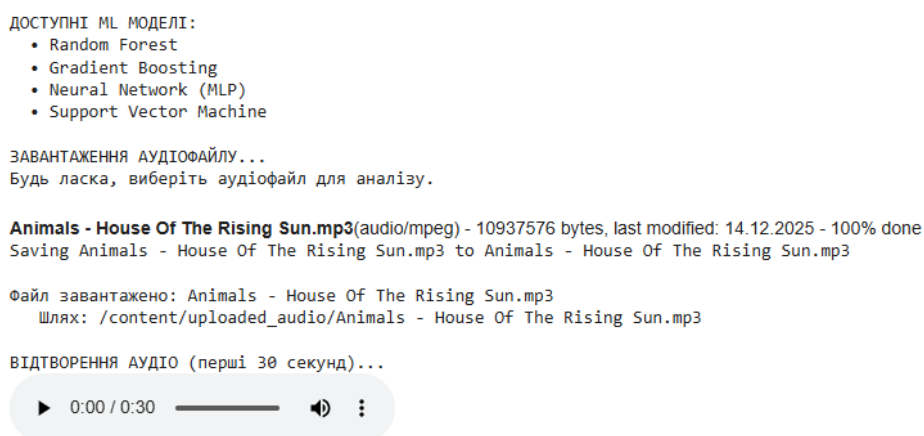 ДОСТУПНІ ML МОДЕЛІ:
• Random Forest
• Gradient Boosting
• Neural Network (MLP)
• Support Vector Machine
ЗАВАНТАЖЕННЯ АУДІОФАЙЛУ...
Будь ласка, виберіть аудіофайл для аналізу.
Animals - House Of The Rising Sun.mp3(audio/mpeg) - 10937576 bytes, last modified: 14.12.2025 - 100% done
Saving Animals - House Of The Rising Sun.mp3 to Animals - House Of The Rising Sun.mp3
Файл завантажено: Animals - House Of The Rising Sun.mp3
Шлях: /content/uploaded_audio/Animals - House Of The Rising Sun.mp3
ВІДТВОРЕННЯ АУДІО (перші 30 секунд)...
0:00 / 0:30